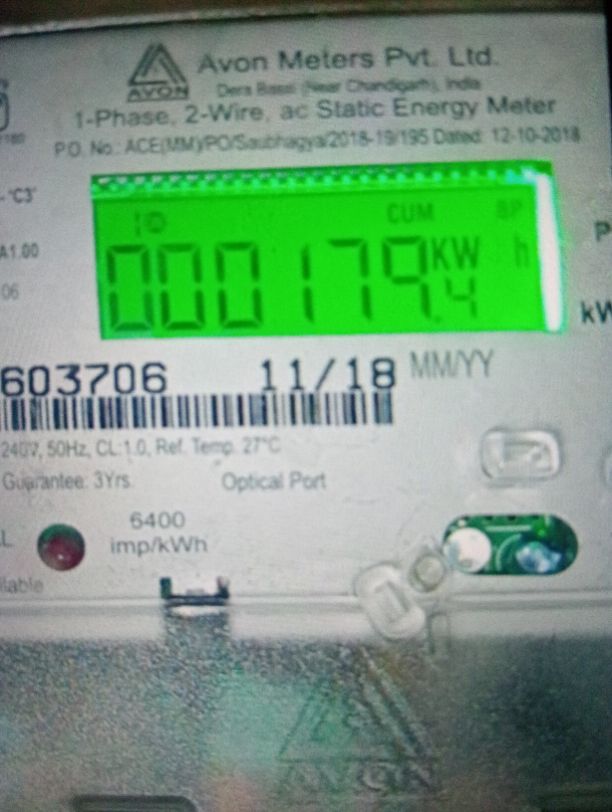 AVON
Avon Meters Pvt. Ltd.
Dera Bassi (Near Chandigarh), India
1-Phase, 2-Wire, ac Static Energy Meter
P.O. No.: ACE(MM)/PO/Saubhagya/2018-19/195 Dated: 12-10-2018
-'C3'
A1.00
06
CUM
000179.4 KW h
kW
603706 11/18 MM/YY
240V, 50Hz, CL:1.0, Ref. Temp. 27°C
Guarantee: 3Yrs. Optical Port
6400
imp/kWh
AVON